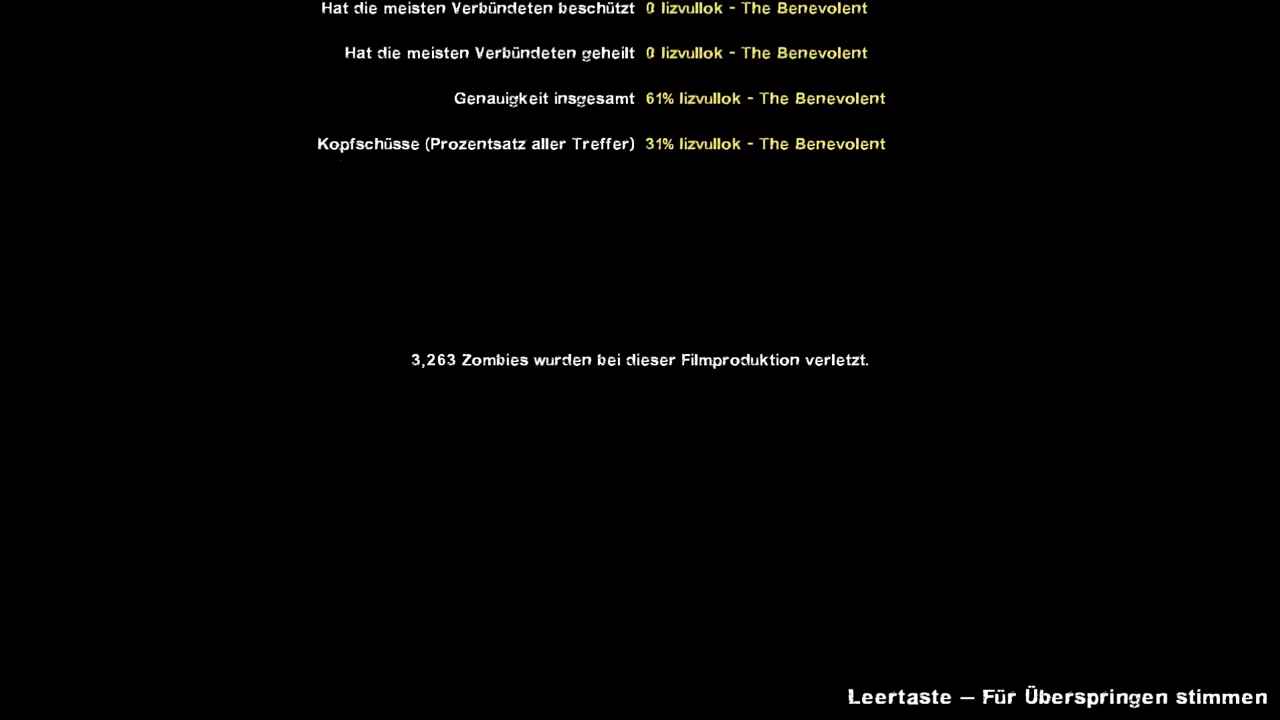 Hat die meisten Verbündeten beschützt 0 lizvullok - The Benevolent
Hat die meisten Verbündeten geheilt 0 lizvullok - The Benevolent
Genauigkeit insgesamt 61% lizvullok - The Benevolent
Kopfschüsse (Prozentsatz aller Treffer) 31% lizvullok - The Benevolent
3,263 Zombies wurden bei dieser Filmproduktion verletzt.
Leertaste – Für Überspringen stimmen